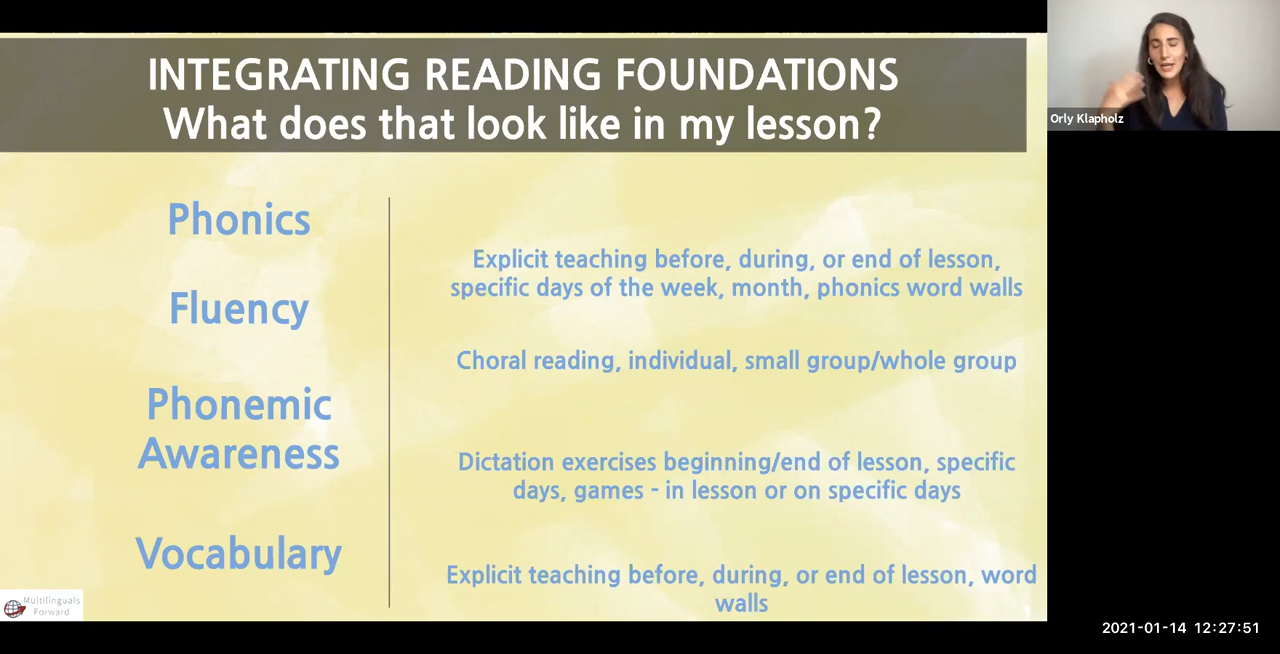 INTEGRATING READING FOUNDATIONS
What does that look like in my lesson?
Orly Klapholz
Phonics
Explicit teaching before, during, or end of lesson,
specific days of the week, month, phonics word walls
Fluency
Choral reading, individual, small group/whole group
Phonemic
Awareness
Dictation exercises beginning/end of lesson, specific
days, games - in lesson or on specific days
Vocabulary
Explicit teaching before, during, or end of lesson, word
walls
Multilinguals
Forward
2021-01-14 12:27:51